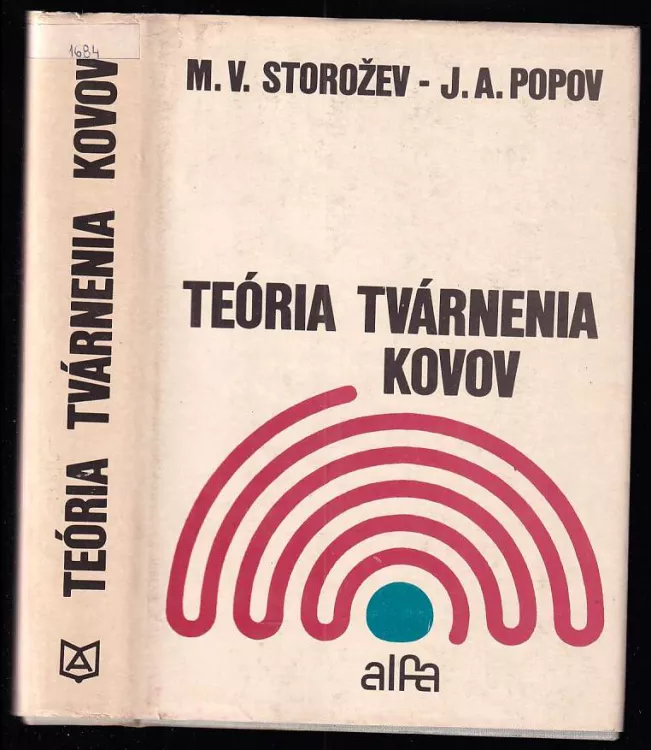 1684
TEÓRIA TVÁRNENIA KOVOV
M. V. STOROŽEV - J. A. POPOV
TEÓRIA TVÁRNENIA
KOVOV
alfa